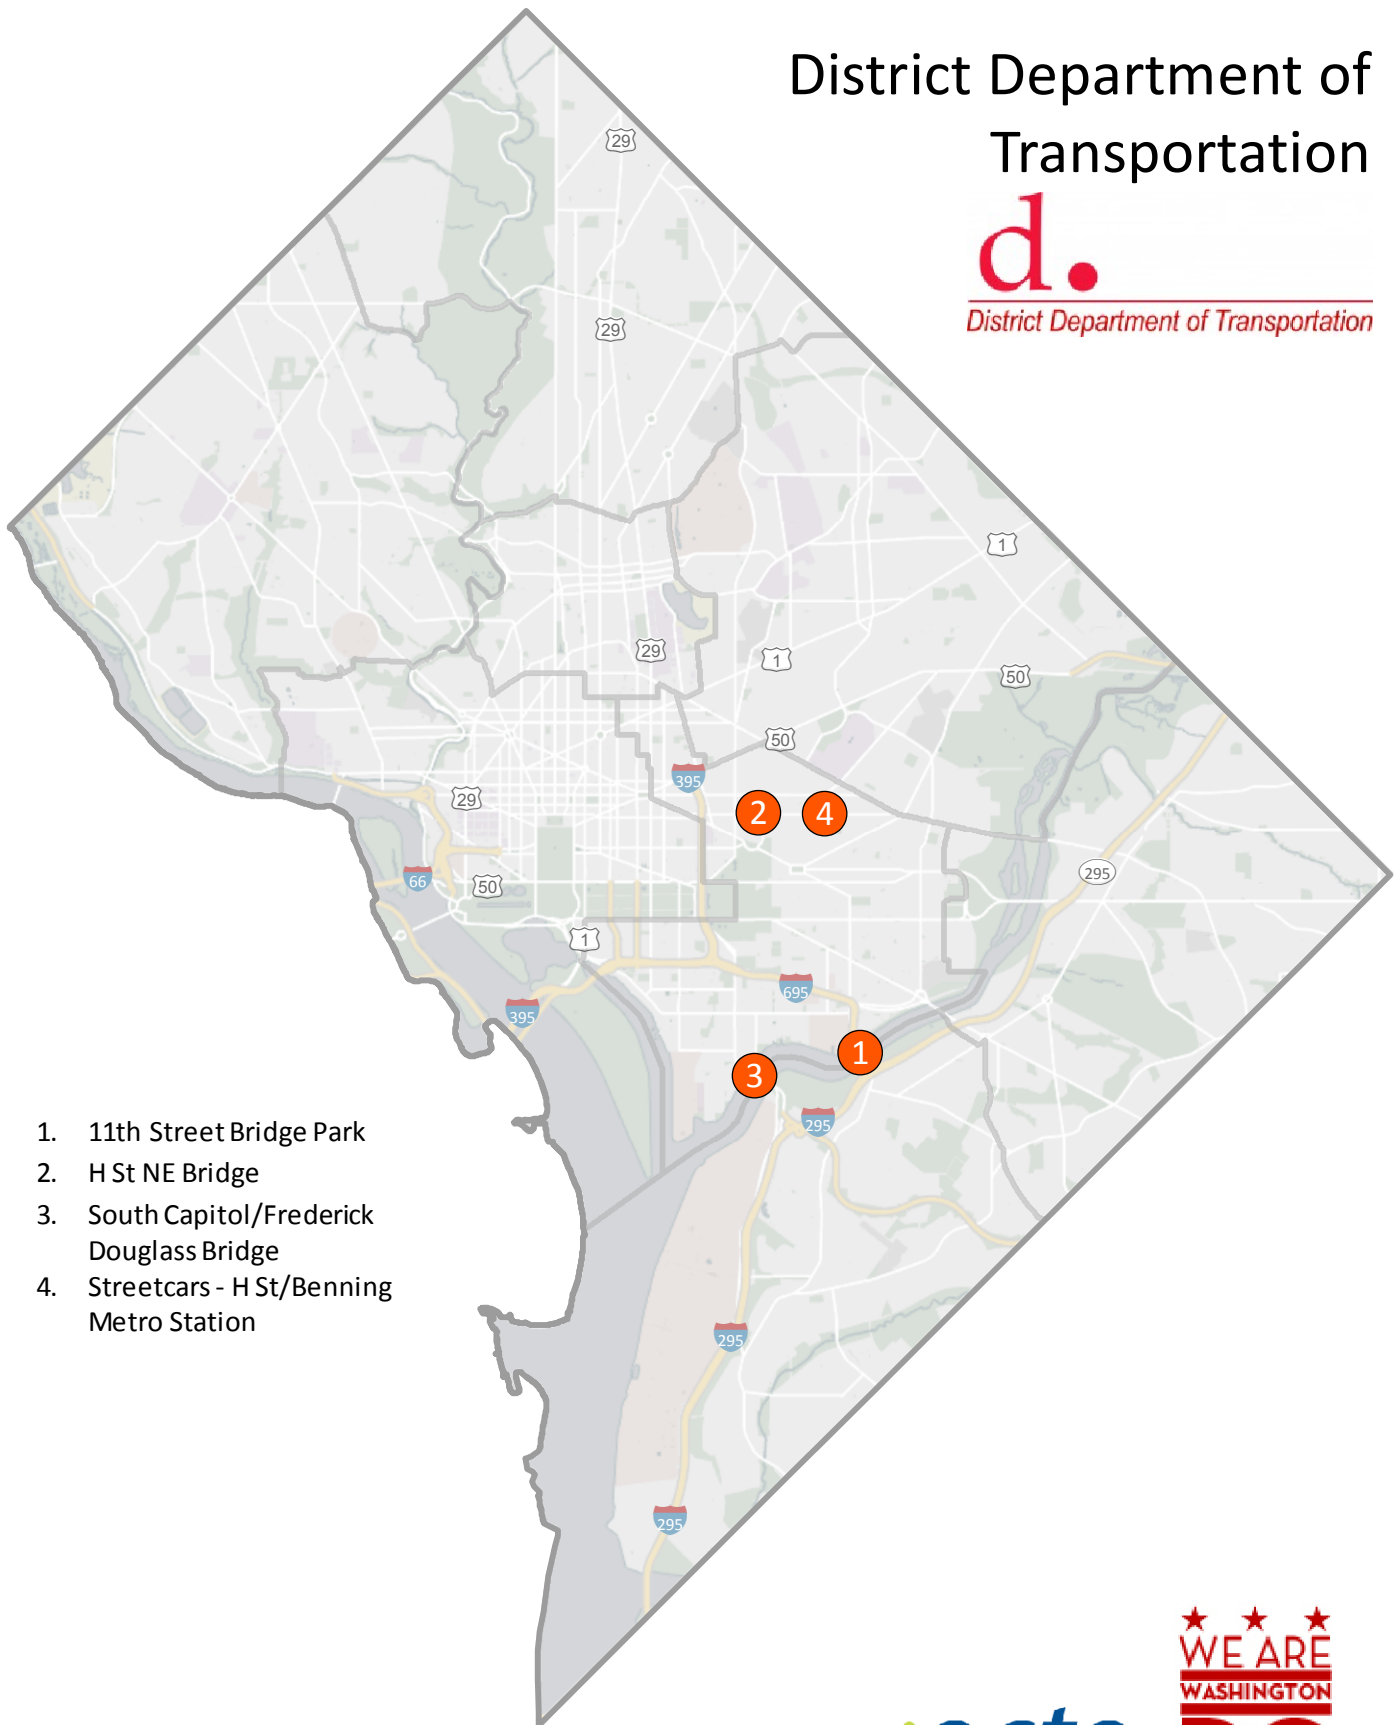 District Department of
Transportation
d.
District Department of Transportation
29
29
1
29
1
50
50
395
29
2
4
66
50
295
1
695
395
1
3
295
1. 11th Street Bridge Park
2. H St NE Bridge
3. South Capitol/Frederick
Douglass Bridge
4. Streetcars - H St/Benning
Metro Station
295
295
WE ARE
WASHINGTON